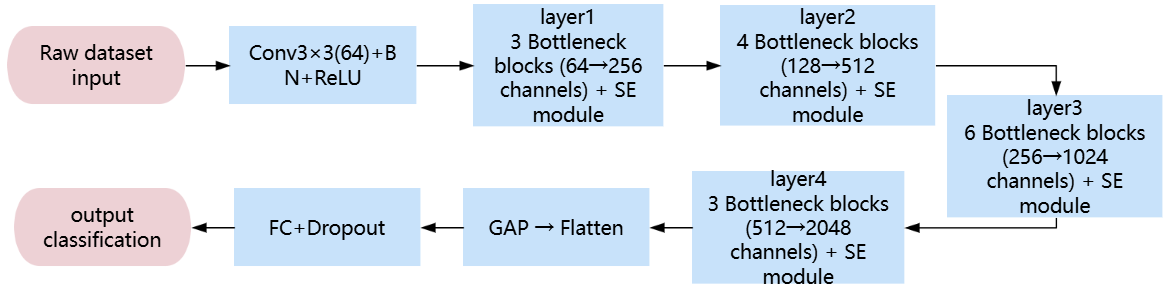 Raw dataset
input
Conv3×3(64)+B
N+ReLU
layer1
3 Bottleneck
blocks (64→256
channels) + SE
module
layer2
4 Bottleneck blocks
(128→512
channels) + SE
module
layer3
6 Bottleneck blocks
(256→1024
channels) + SE
module
layer4
3 Bottleneck blocks
(512→2048
channels) + SE
module
GAP → Flatten
FC+Dropout
output
classification